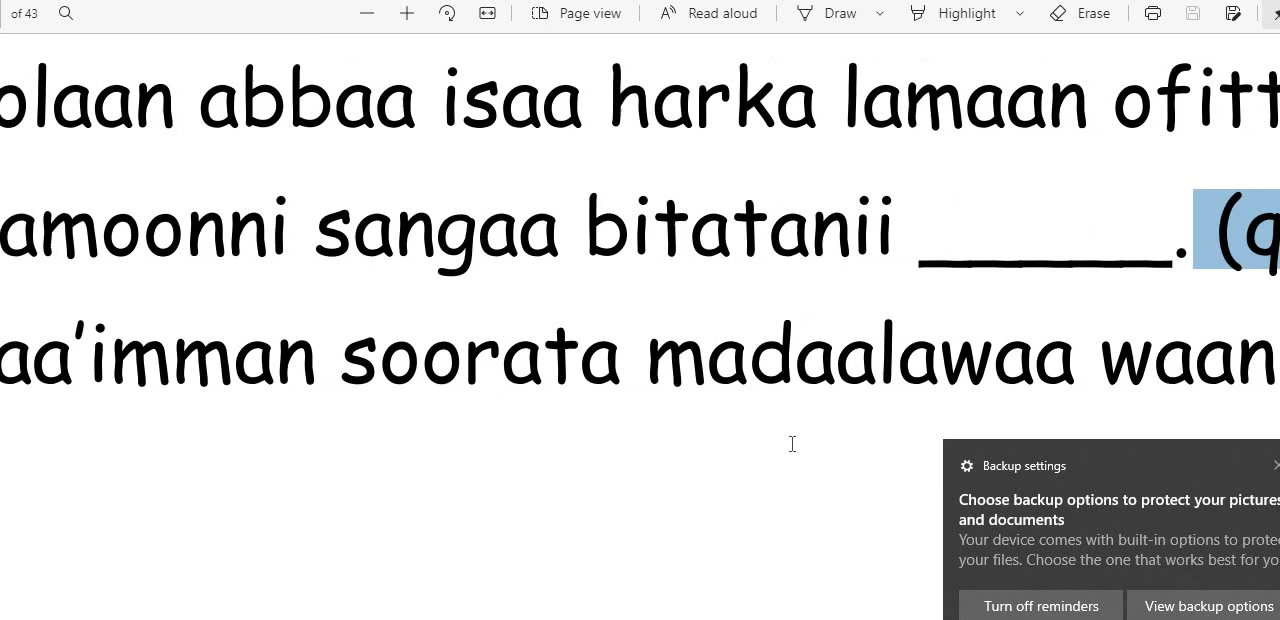 of 43 Page view Read aloud Draw Highlight Erase
olaan abbaa isaa harka lamaan ofitt
amoonni sangaa bitatanii ______. (q
aa'imman soorata madaalawaa waan
Backup settings
Choose backup options to protect your pictures
and documents
Your device comes with built-in options to prote
your files. Choose the one that works best for yo
Turn off reminders View backup options